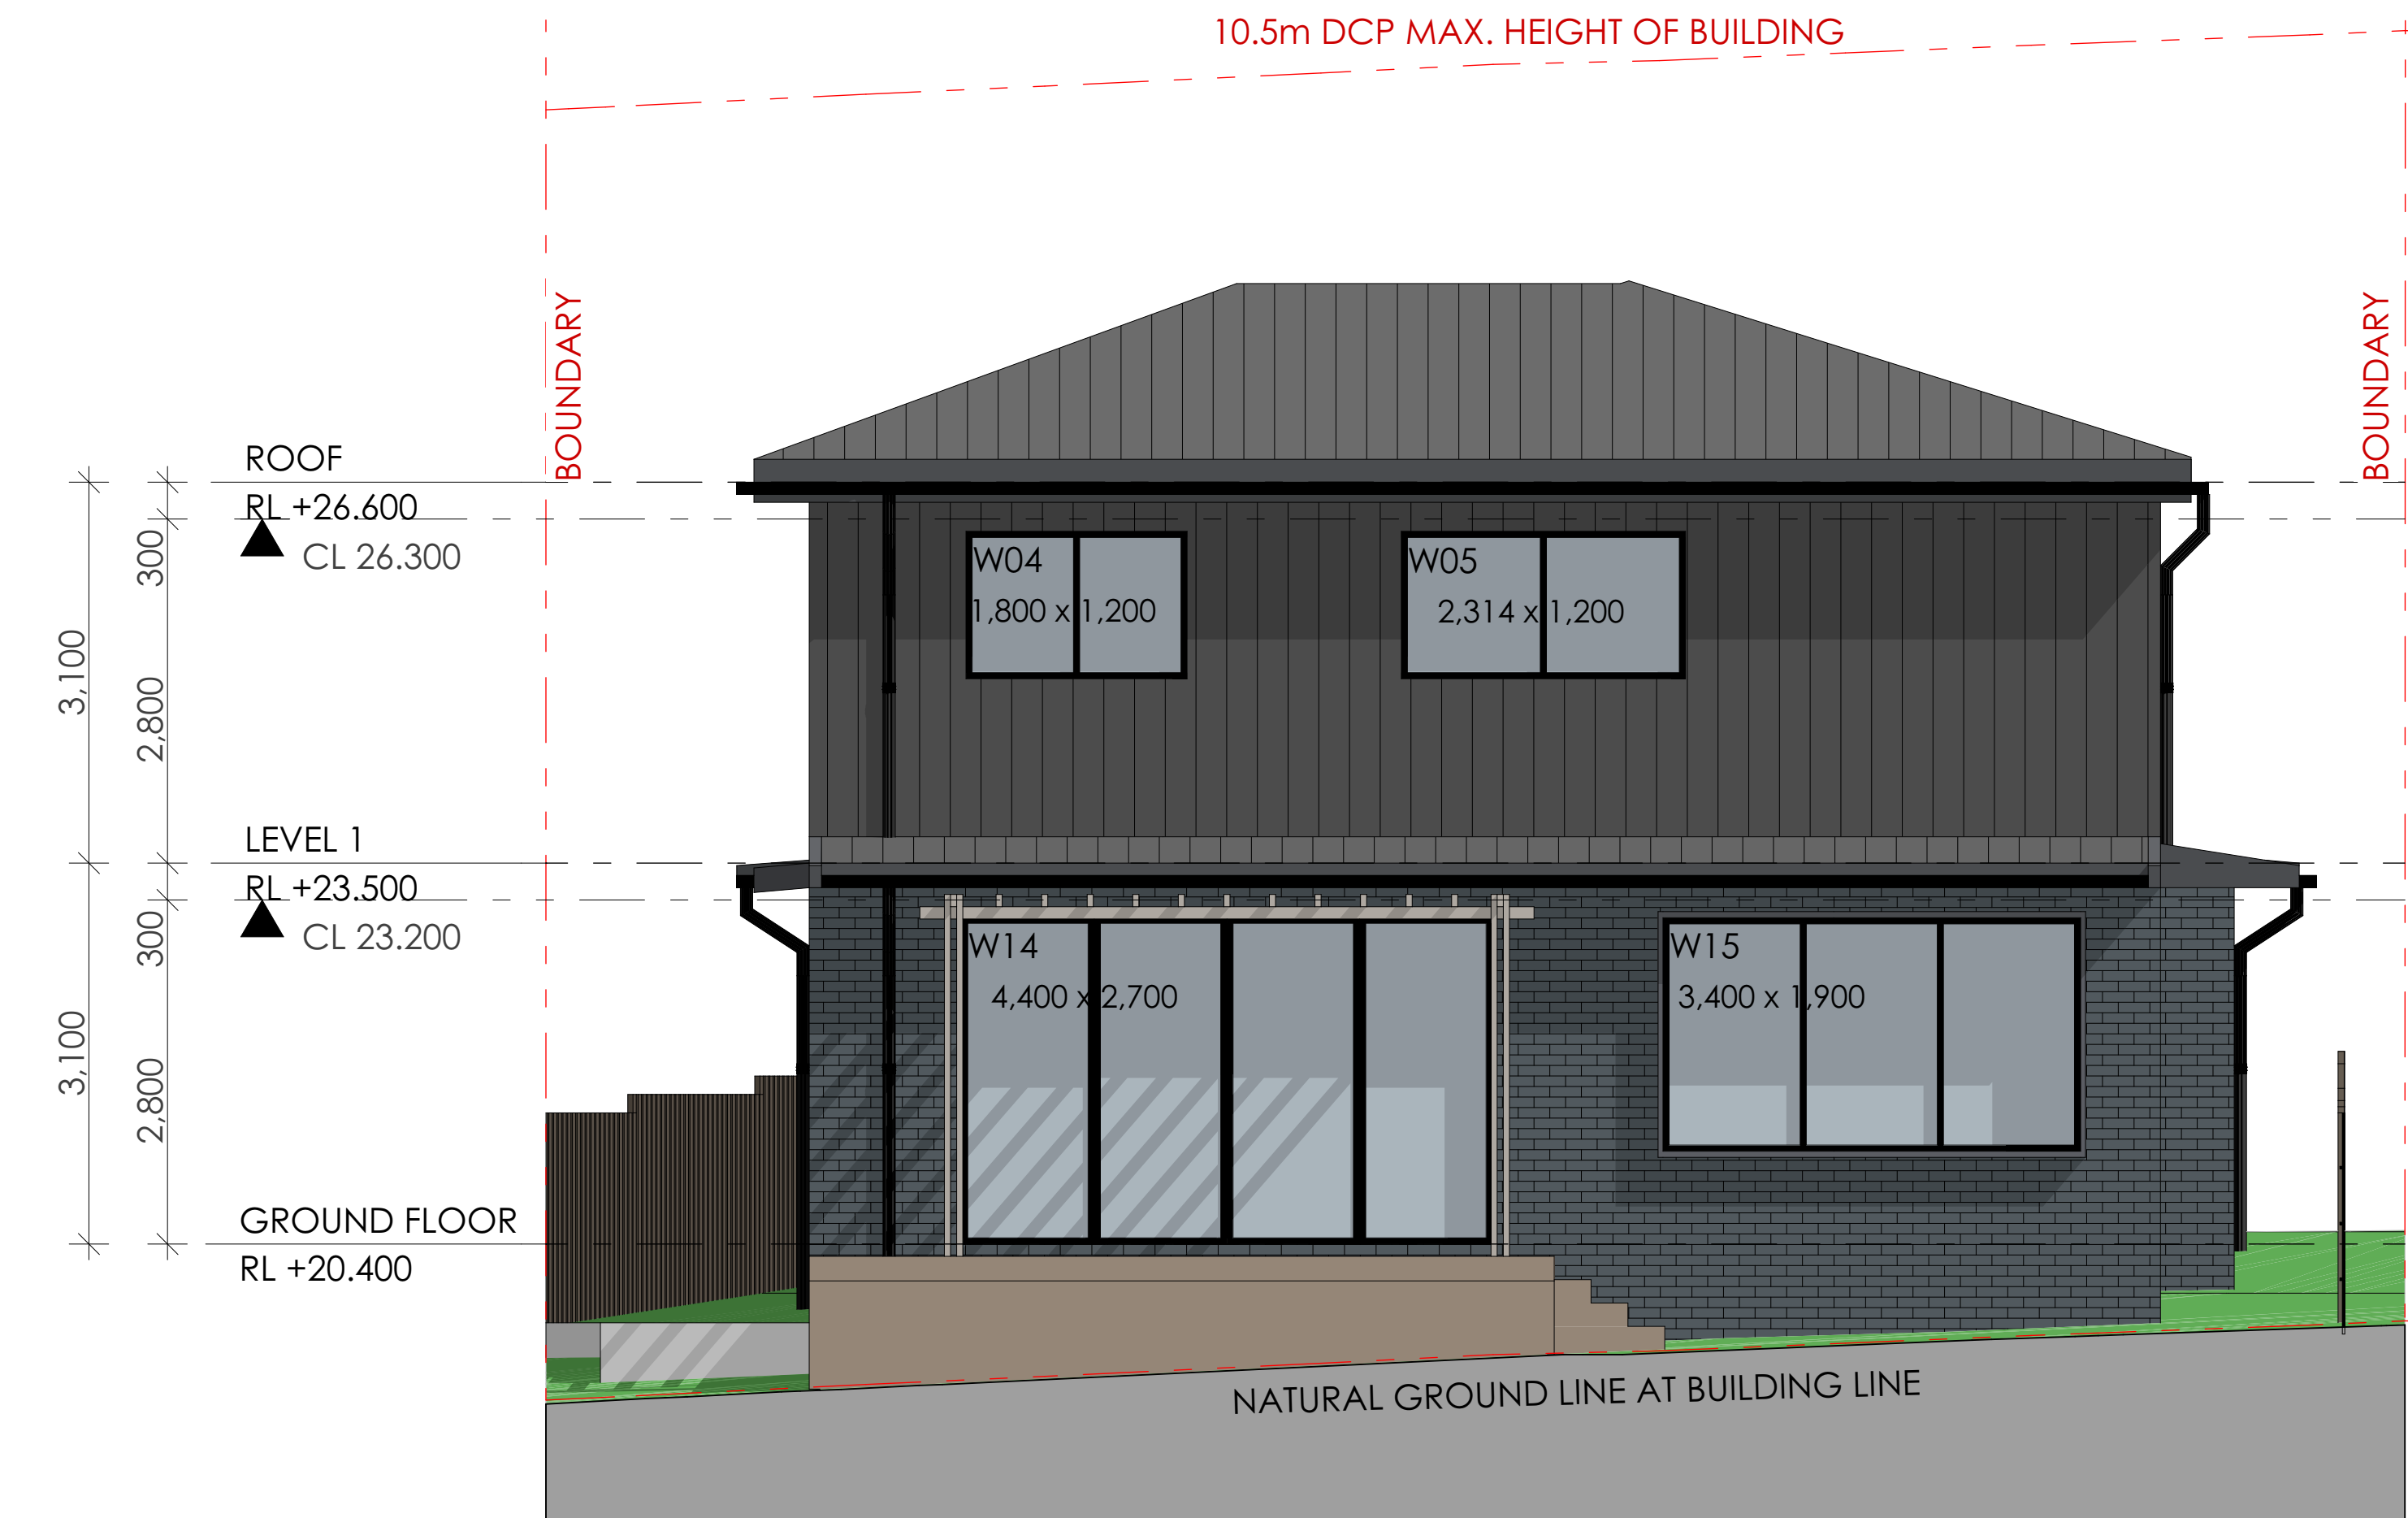 10.5m DCP MAX. HEIGHT OF BUILDING
BOUNDARY
BOUNDARY
ROOF
RL +26.600
CL 26.300
300
3,100
2,800
W04
1,800 x 1,200
W05
2,314 x 1,200
LEVEL 1
RL +23.500
CL 23.200
300
3,100
2,800
W14
4,400 x 2,700
W15
3,400 x 1,900
GROUND FLOOR
RL +20.400
NATURAL GROUND LINE AT BUILDING LINE